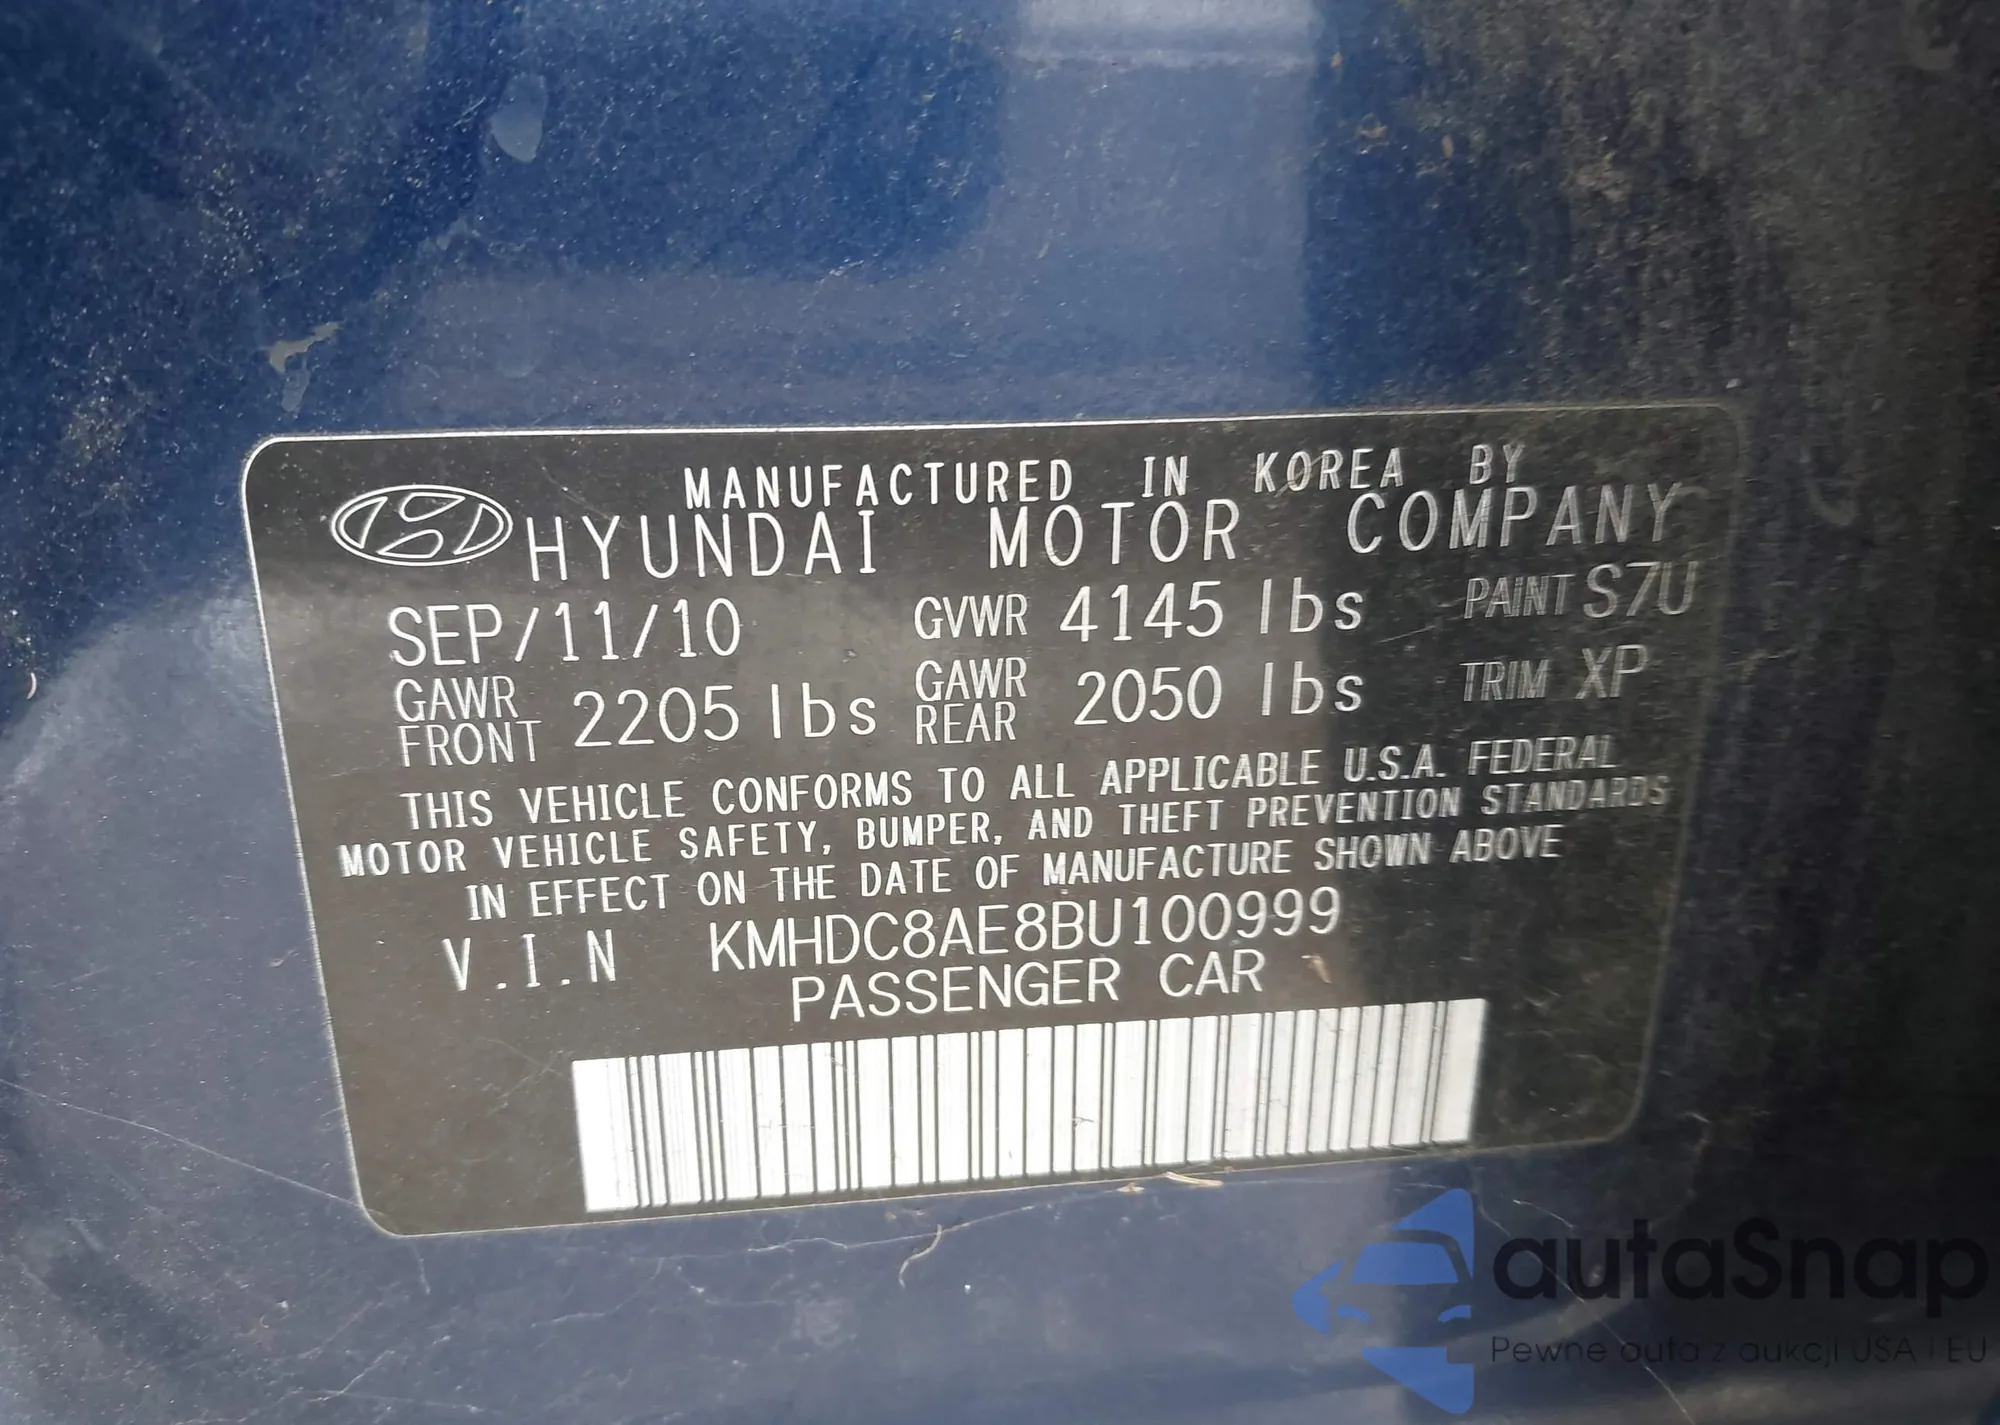 MANUFACTURED IN KOREA BY
HYUNDAI MOTOR COMPANY
SEP/11/10 GVWR 4145 lbs PAINT S7U
GAWR FRONT 2205 lbs GAWR REAR 2050 lbs TRIM XP
THIS VEHICLE CONFORMS TO ALL APPLICABLE U.S.A. FEDERAL
MOTOR VEHICLE SAFETY, BUMPER, AND THEFT PREVENTION STANDARDS
IN EFFECT ON THE DATE OF MANUFACTURE SHOWN ABOVE
V.I.N KMHDC8AE8BU100999
PASSENGER CAR
autaSnap
Pewne auta z aukcji USA i EU